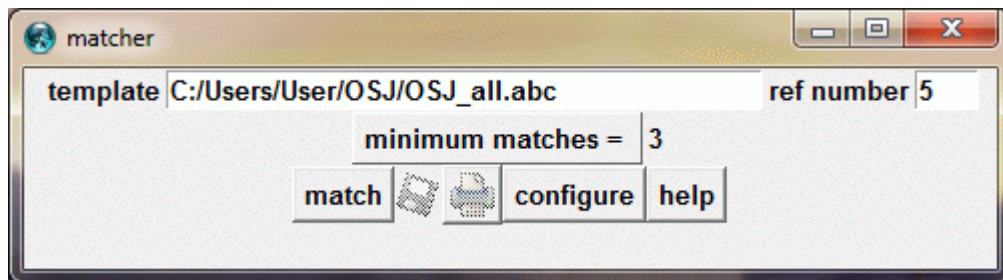 matcher
template C:/Users/User/OSJ/OSJ_all.abc ref number 5
minimum matches = 3
match configure help